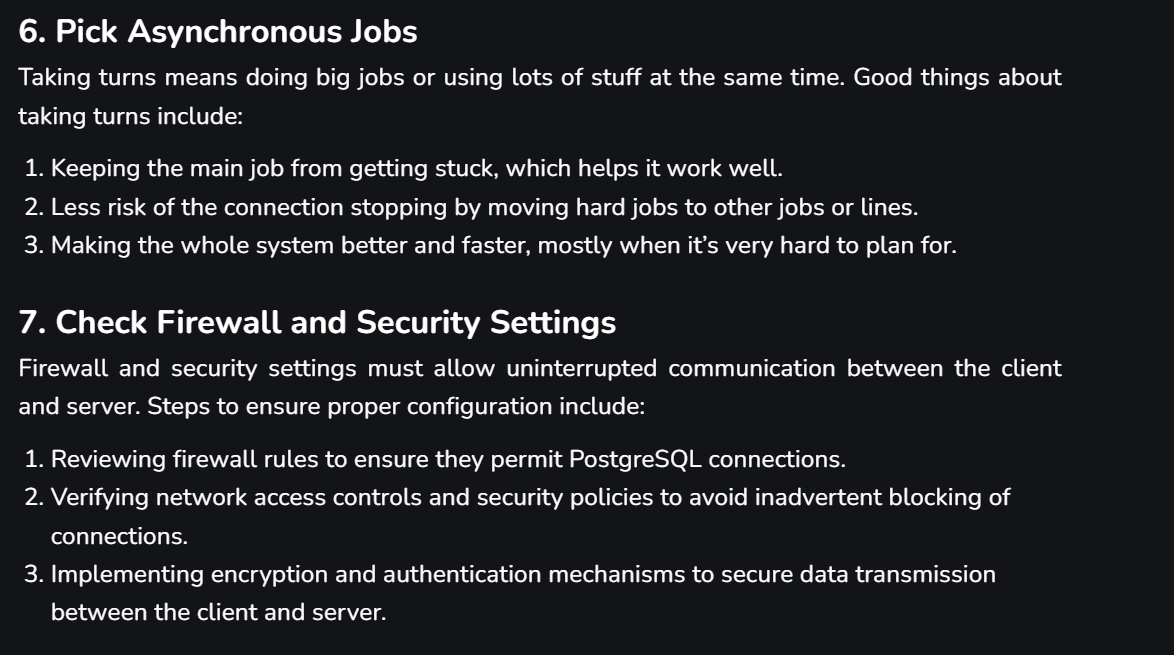 6. Pick Asynchronous Jobs
Taking turns means doing big jobs or using lots of stuff at the same time. Good things about
taking turns include:
1. Keeping the main job from getting stuck, which helps it work well.
2. Less risk of the connection stopping by moving hard jobs to other jobs or lines.
3. Making the whole system better and faster, mostly when it’s very hard to plan for.
7. Check Firewall and Security Settings
Firewall and security settings must allow uninterrupted communication between the client
and server. Steps to ensure proper configuration include:
1. Reviewing firewall rules to ensure they permit PostgreSQL connections.
2. Verifying network access controls and security policies to avoid inadvertent blocking of
connections.
3. Implementing encryption and authentication mechanisms to secure data transmission
between the client and server.